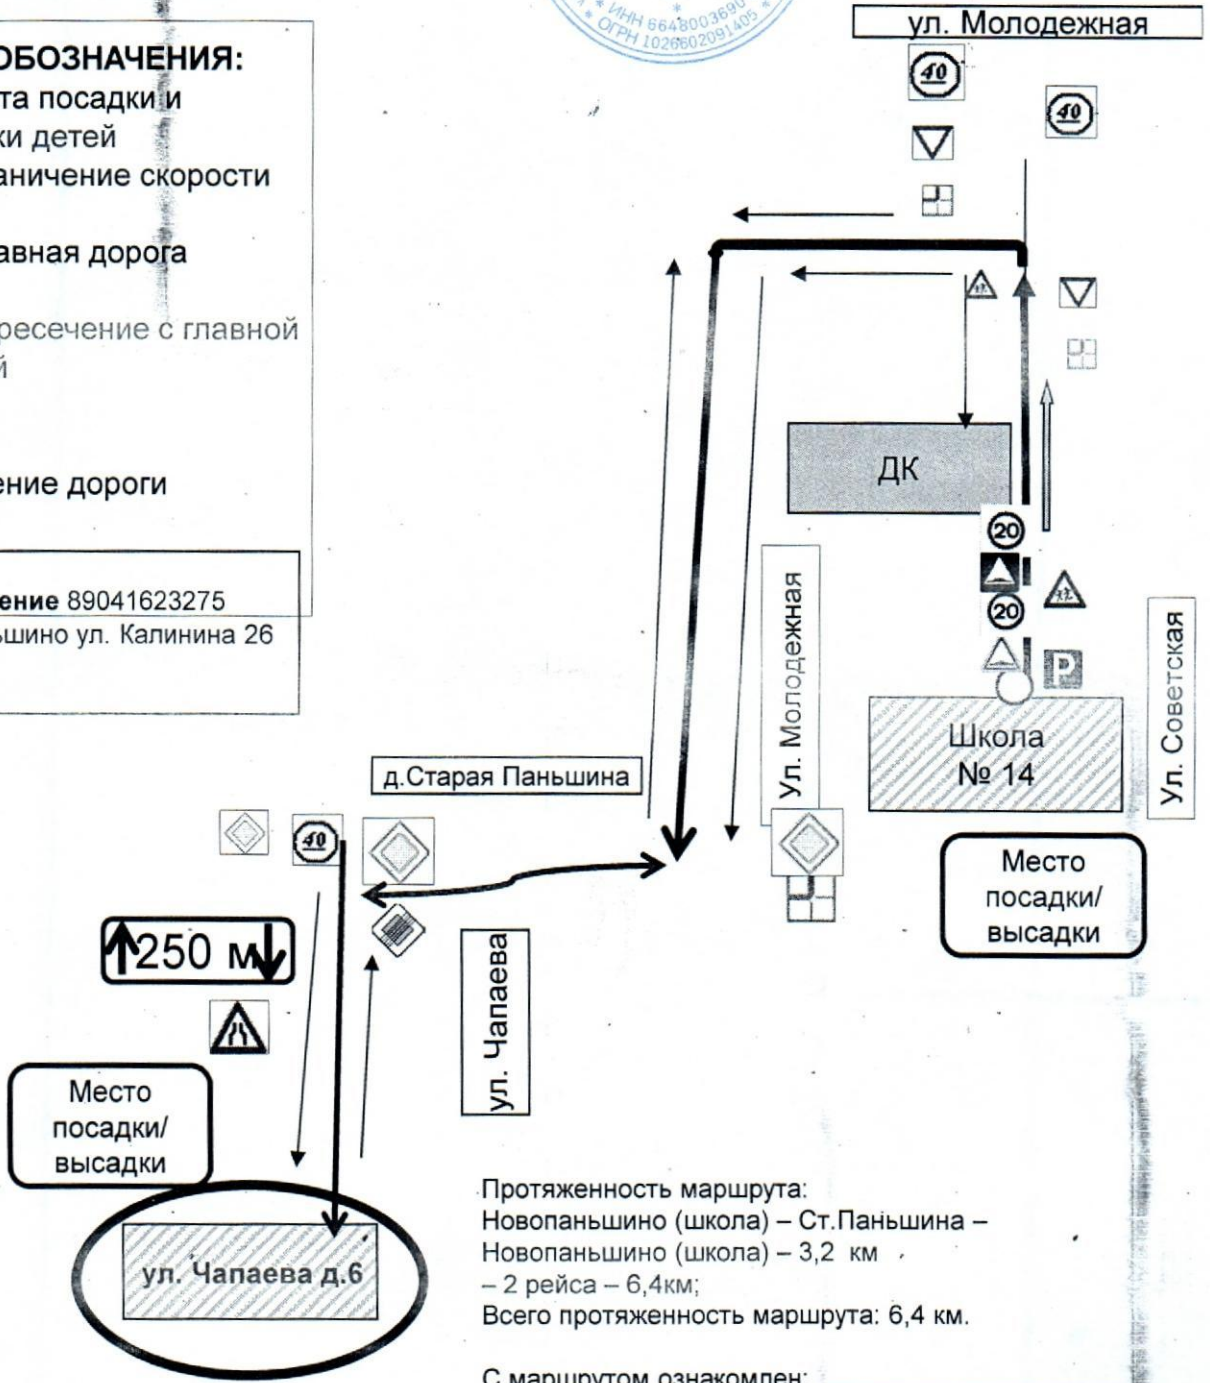 ИНН 6648003690
ОГРН 1026602091405
ул. Молодежная
ОБОЗНАЧЕНИЯ:
та посадки и
ки детей
аничение скорости
авная дорога
ресечение с главной
й
ение дороги
ение 89041623275
ьшино ул. Калинина 26
40
40
ДК
20
20
P
Ул. Молодежная
Ул. Советская
Школа
№ 14
д.Старая Паньшина
40
Место
посадки/
высадки
250 м
ул. Чапаева
Место
посадки/
высадки
ул. Чапаева д.6
Протяженность маршрута:
Новопаньшино (школа) – Ст.Паньшина –
Новопаньшино (школа) – 3,2 км
– 2 рейса – 6,4км;
Всего протяженность маршрута: 6,4 км.
С маршрутом ознакомлен: